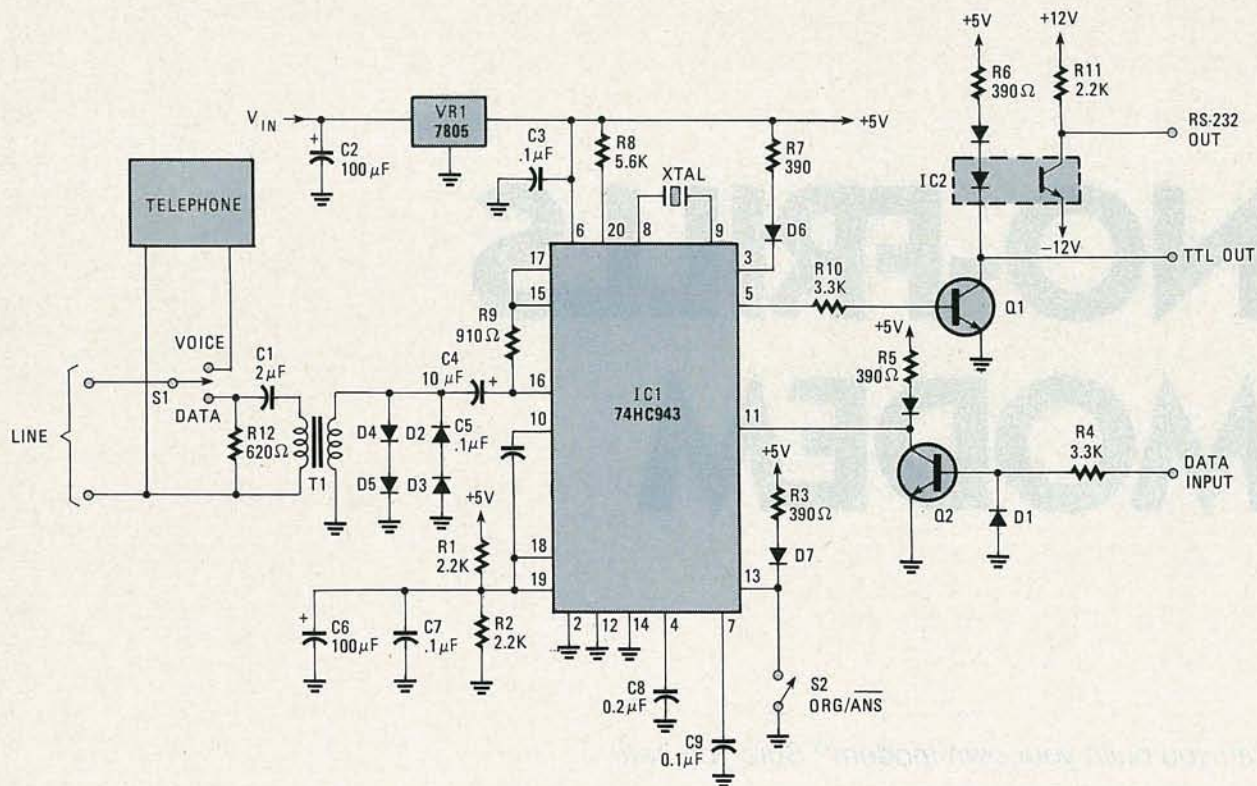 +5V
+12V
R6
390Ω
R11
2.2K
V IN
VR1
7805
+5V
RS-232
OUT
C2
100µF
C3
.1µF
R8
5.6K
R7
390
XTAL
IC2
TELEPHONE
D6
-12V
TTL OUT
6
20
8
9
17
3
15
5
R10
3.3K
Q1
R9
910Ω
VOICE
C1
2µF
C4
10µF
+5V
R5
390Ω
S1
16
IC1
74HC943
DATA
10
11
LINE
R12
620Ω
D4
D2
C5
.1µF
R4
3.3K
DATA
INPUT
T1
D5
D3
+5V
Q2
D1
+5V
R3
390Ω
R1
2.2K
18
D7
19
13
C6
100µF
C7
.1µF
R2
2.2K
2
12
14
4
7
S2
ORG/ANS
C8
0.2µF
C9
0.1µF